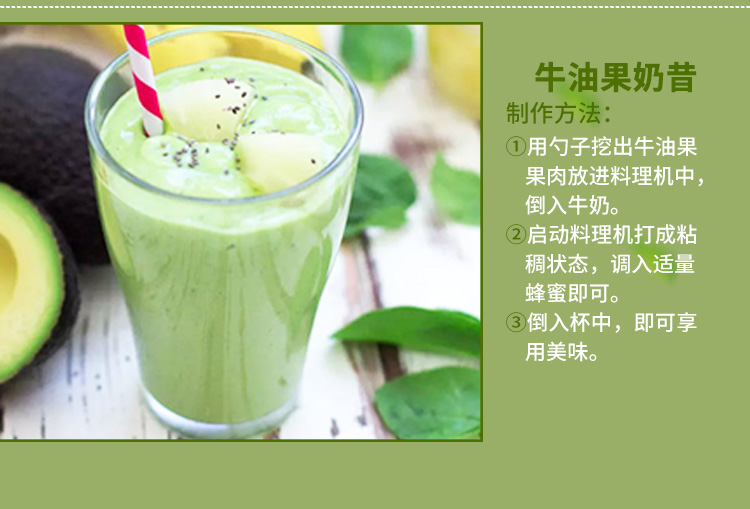 牛油果奶昔
制作方法：
①用勺子挖出牛油果
果肉放进料理机中，
倒入牛奶。
②启动料理机打成粘
稠状态，调入适量
蜂蜜即可。
③倒入杯中，即可享
用美味。